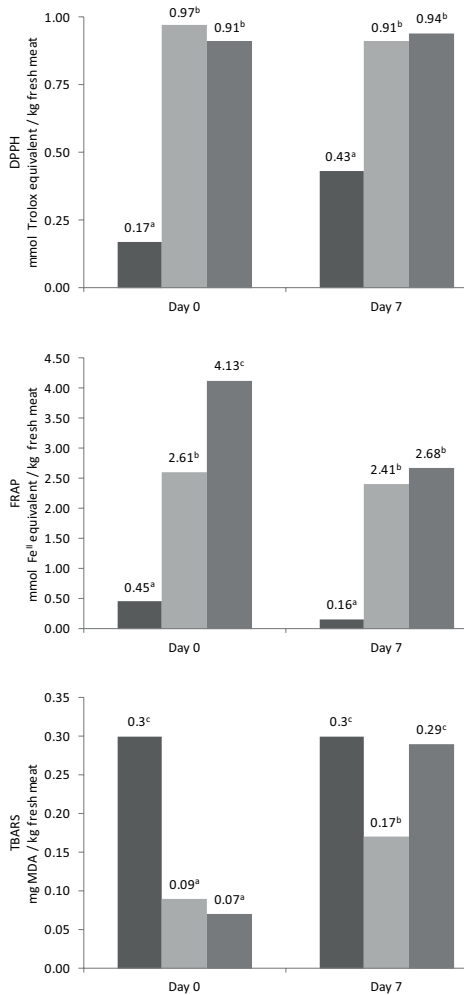 DPPH
mmol Trolox equivalent / kg fresh meat
1.00
0.75
0.50
0.25
0.00
0.17ᵃ
0.97ᵇ
0.91ᵇ
0.43ᵃ
0.91ᵇ
0.94ᵇ
Day 0
Day 7
FRAP
mmol Feᴵᴵ equivalent / kg fresh meat
4.50
4.00
3.50
3.00
2.50
2.00
1.50
1.00
0.50
0.00
0.45ᵃ
2.61ᵇ
4.13ᶜ
0.16ᵃ
2.41ᵇ
2.68ᵇ
Day 0
Day 7
TBARS
mg MDA / kg fresh meat
0.35
0.30
0.25
0.20
0.15
0.10
0.05
0.00
0.3ᶜ
0.09ᵃ
0.07ᵃ
0.3ᶜ
0.17ᵇ
0.29ᶜ
Day 0
Day 7